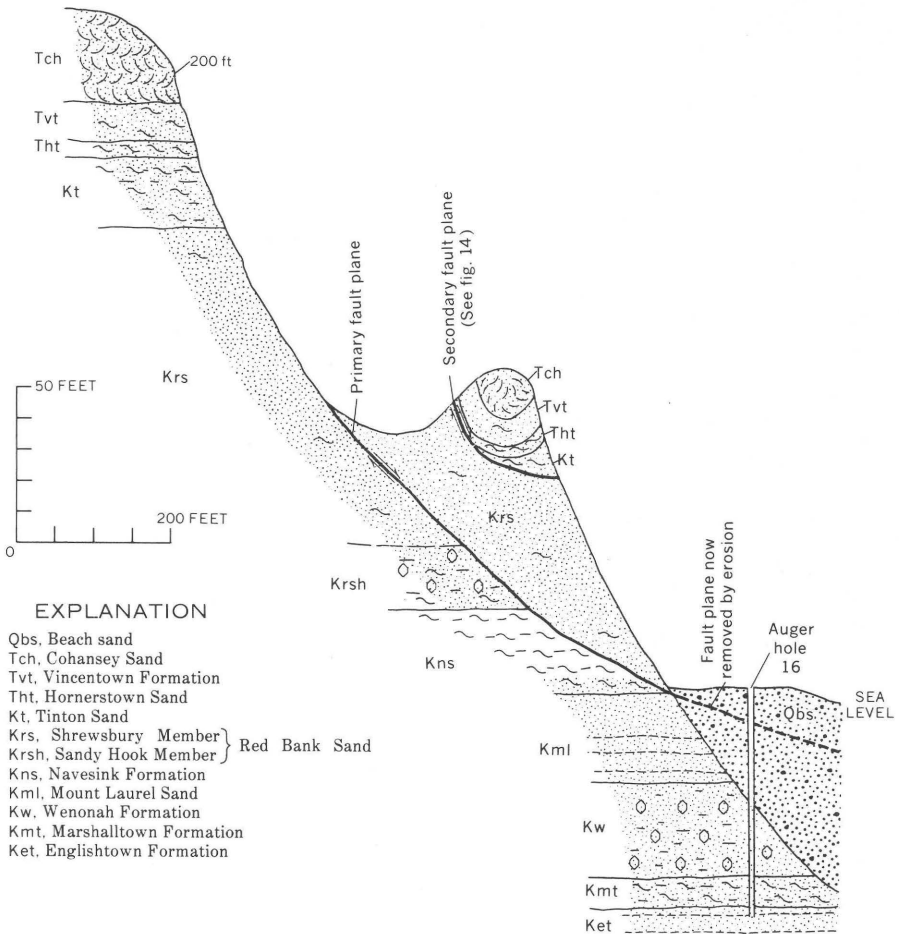 Tch
200 ft
Tvt
Tht
Kt
Primary fault plane
Secondary fault plane
(See fig. 14)
Krs
50 FEET
Tch
Tvt
Tht
Kt
200 FEET
0
Krs
Krsh
Kns
EXPLANATION
Qbs, Beach sand
Tch, Cohansey Sand
Tvt, Vincentown Formation
Tht, Hornerstown Sand
Kt, Tinton Sand
Krs, Shrewsbury Member
Krsh, Sandy Hook Member
Red Bank Sand
Kns, Navesink Formation
Kml, Mount Laurel Sand
Kw, Wenonah Formation
Kmt, Marshalltown Formation
Ket, Englishtown Formation
Fault plane now
removed by erosion
Auger
hole
16
Qbs
SEA
LEVEL
Kml
Kw
Kmt
Ket